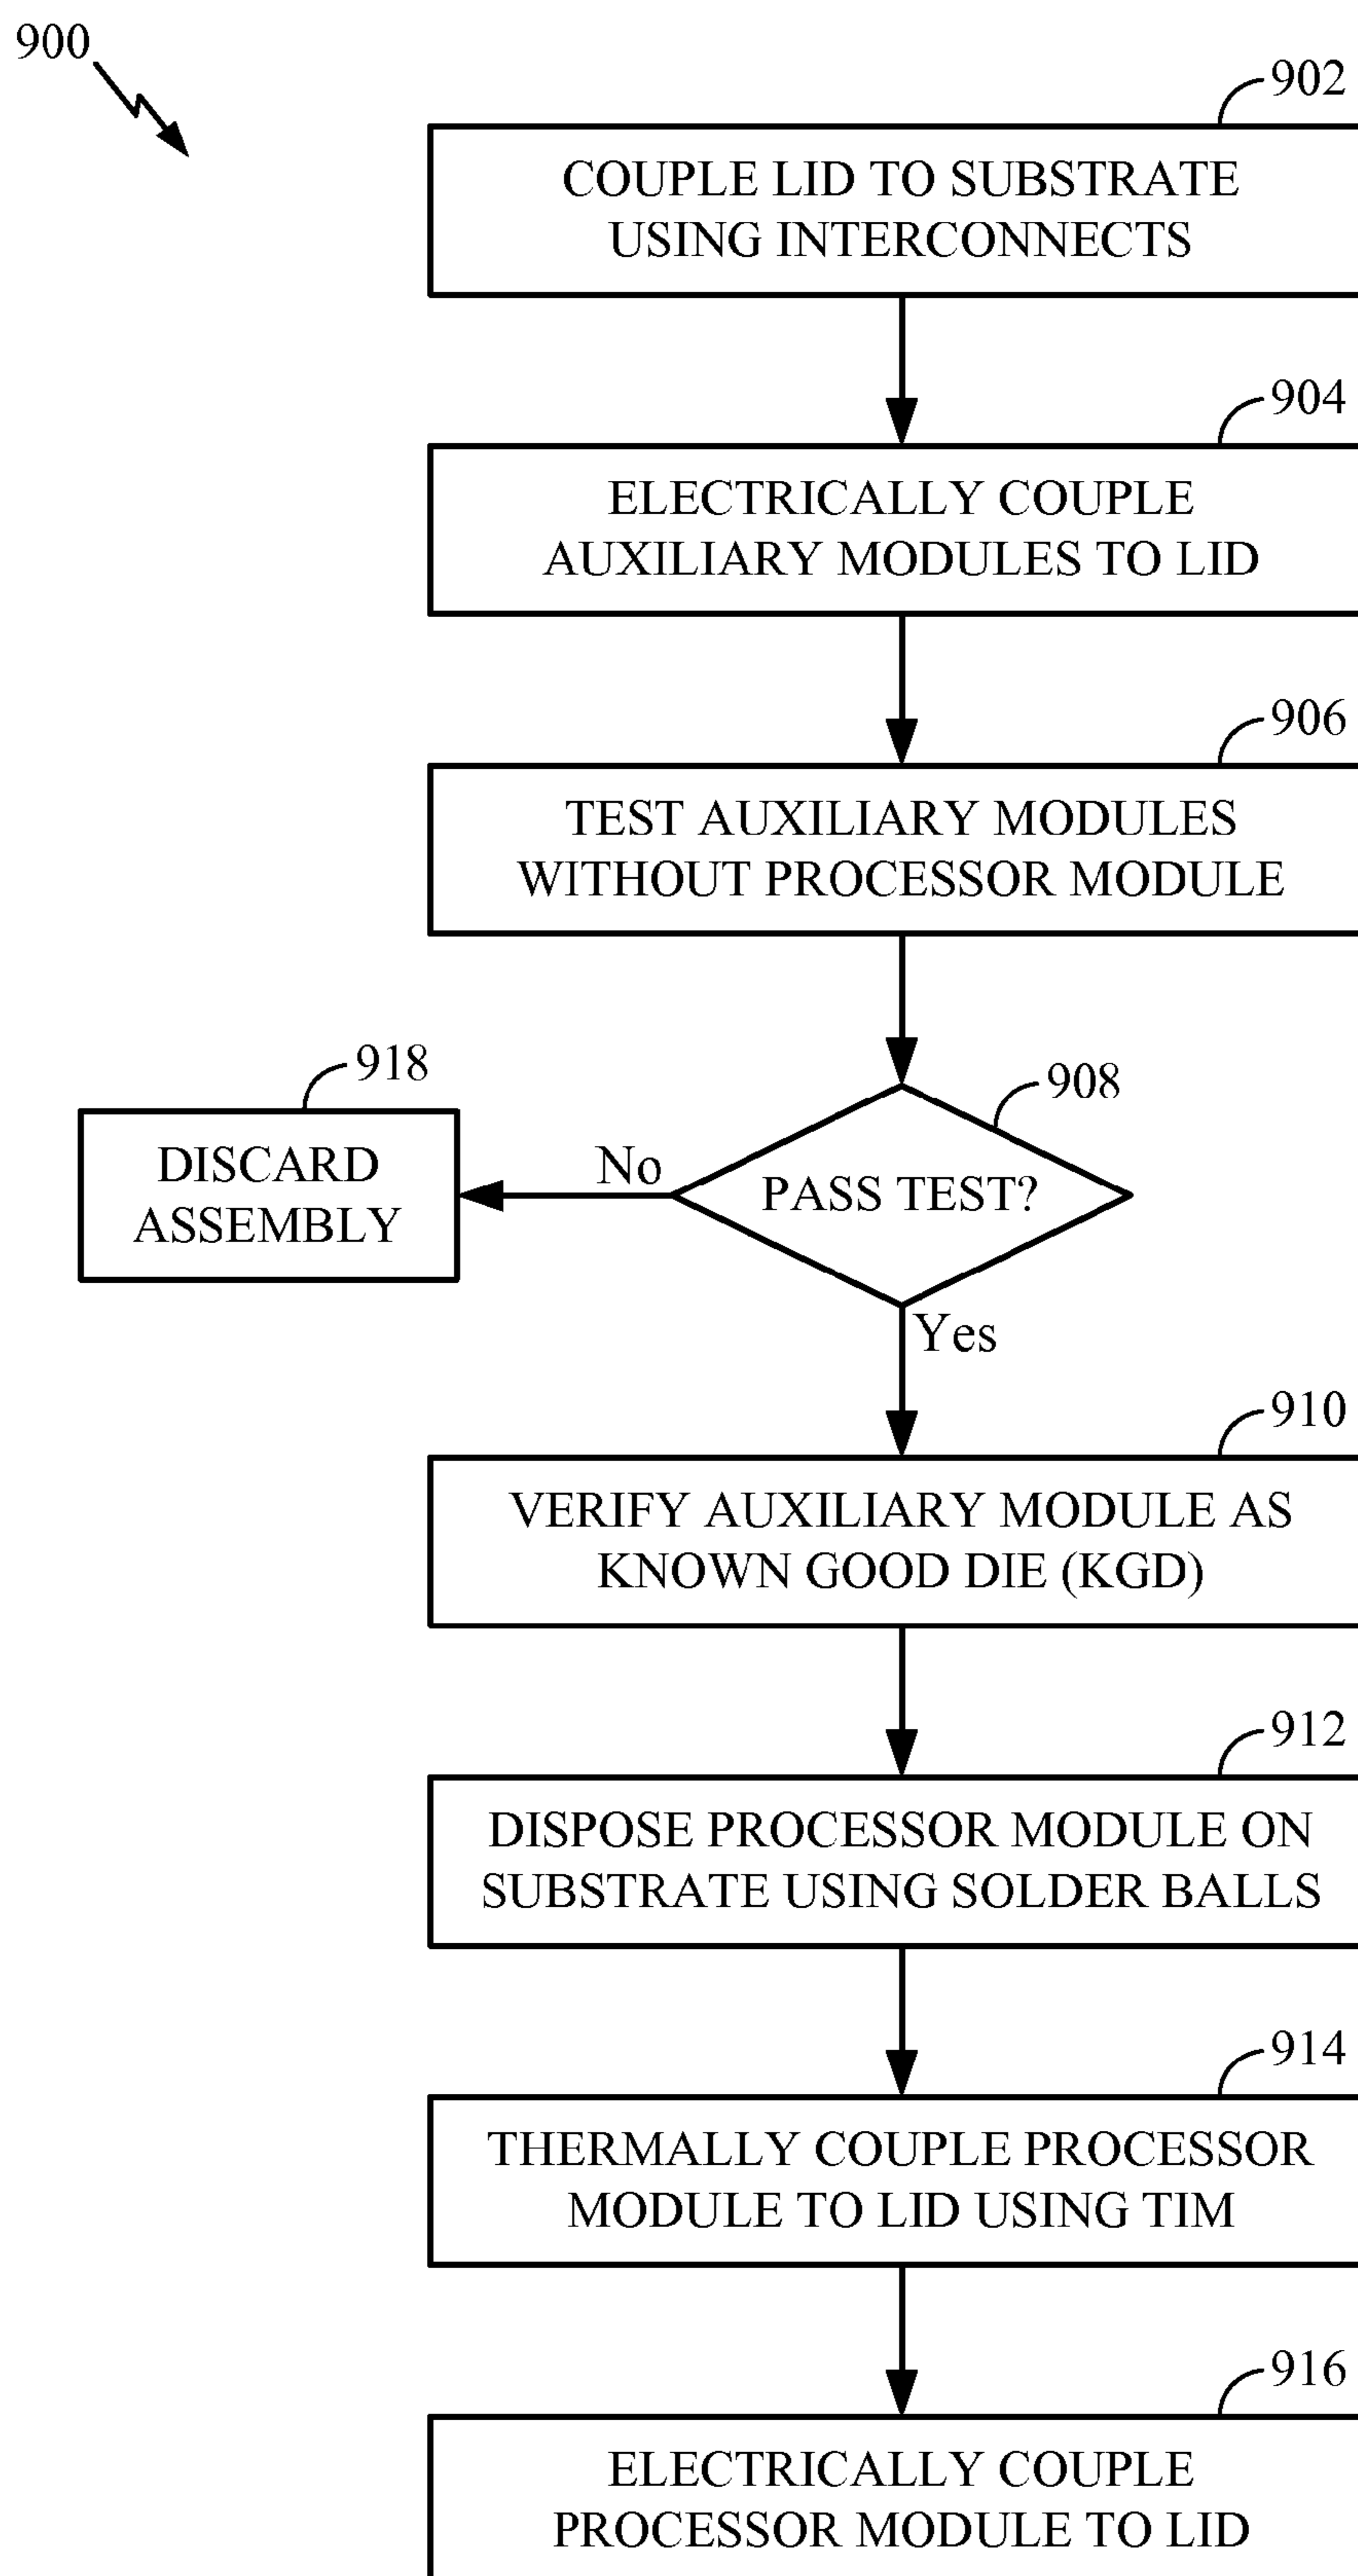 900
902
COUPLE LID TO SUBSTRATE
USING INTERCONNECTS
904
ELECTRICALLY COUPLE
AUXILIARY MODULES TO LID
906
TEST AUXILIARY MODULES
WITHOUT PROCESSOR MODULE
908
PASS TEST?
No
918
DISCARD
ASSEMBLY
Yes
910
VERIFY AUXILIARY MODULE AS
KNOWN GOOD DIE (KGD)
912
DISPOSE PROCESSOR MODULE ON
SUBSTRATE USING SOLDER BALLS
914
THERMALLY COUPLE PROCESSOR
MODULE TO LID USING TIM
916
ELECTRICALLY COUPLE
PROCESSOR MODULE TO LID